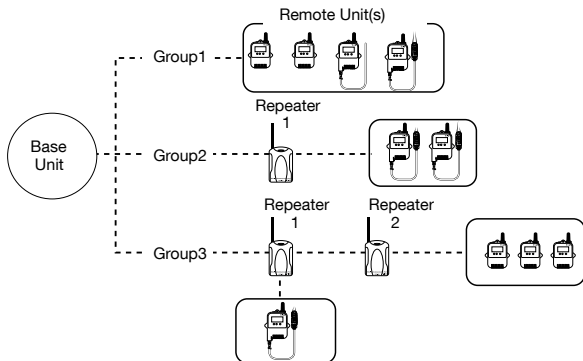 Remote Unit(s)
Group1
Repeater
1
Base
Unit
Group2
Repeater
1
Repeater
2
Group3